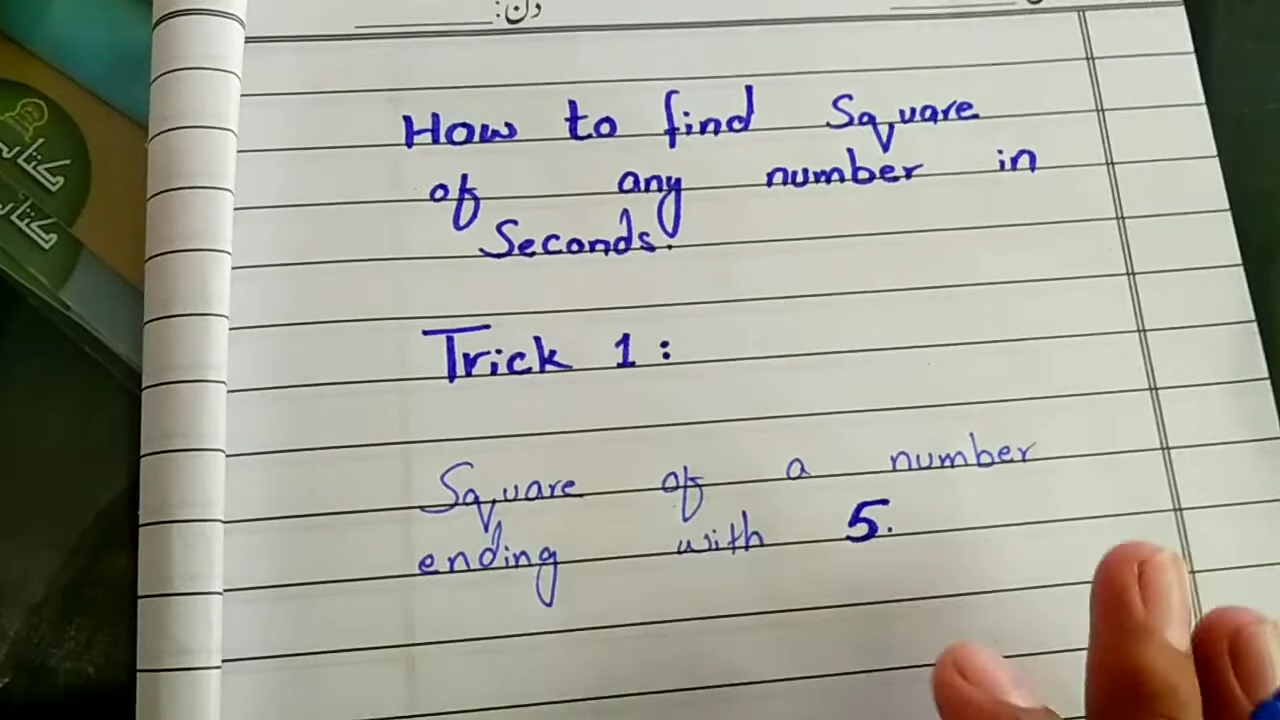 دن:
How to find Square
of any number in
Seconds.
Trick 1:
Square of a number
ending with 5.